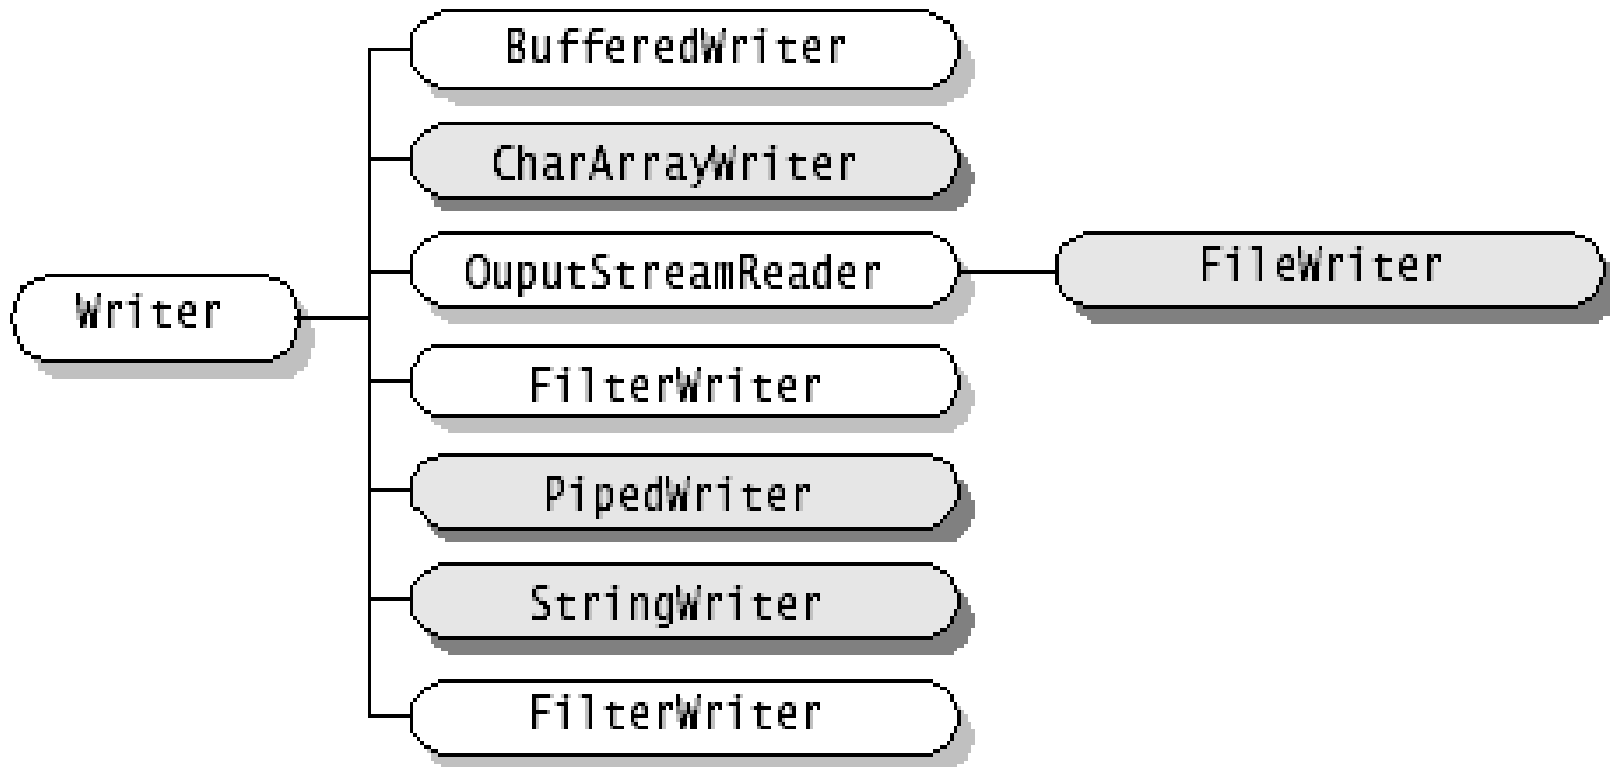 BufferedWriter
CharArrayWriter
OuputStreamReader
FileWriter
Writer
FilterWriter
PipedWriter
StringWriter
FilterWriter